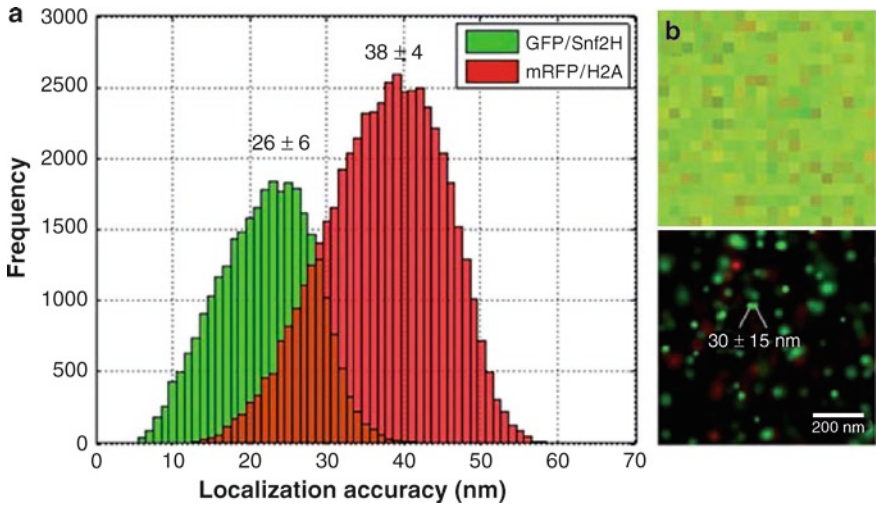 a
3000
2500
2000
1500
1000
500
0
Frequency
0 10 20 30 40 50 60 70
Localization accuracy (nm)
26 ± 6
38 ± 4
GFP/Snf2H
mRFP/H2A
b
30 ± 15 nm
200 nm